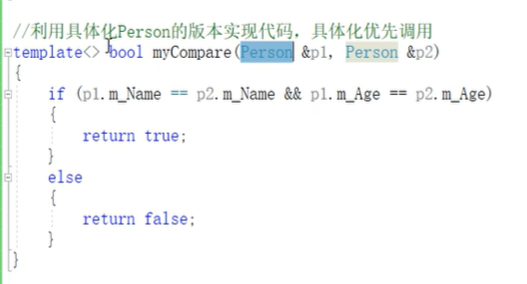 //利用具体化Person的版本实现代码，具体化优先调用
template<> bool myCompare(Person &p1, Person &p2)
{
if (p1.m_Name == p2.m_Name && p1.m_Age == p2.m_Age)
{
return true;
}
else
{
return false;
}
}